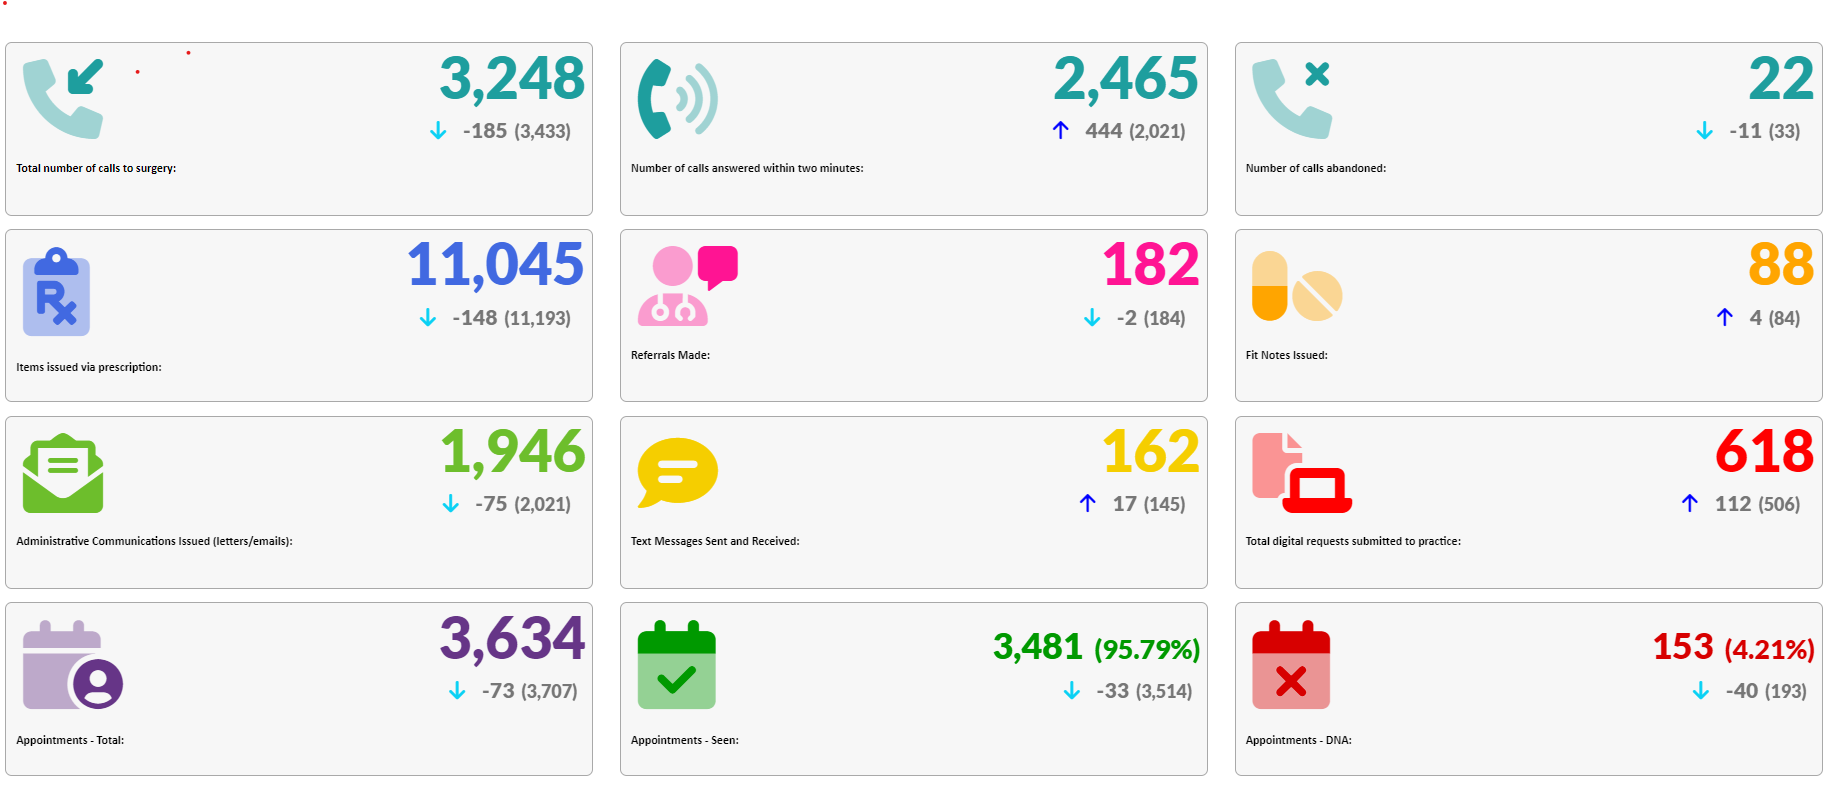 3,248
-185 (3,433)
Total number of calls to surgery:
2,465
444 (2,021)
Number of calls answered within two minutes:
22
-11 (33)
Number of calls abandoned:
Rx
11,045
-148 (11,193)
Items issued via prescription:
182
-2 (184)
Referrals Made:
88
4 (84)
Fit Notes Issued:
1,946
-75 (2,021)
Administrative Communications Issued (letters/emails):
162
17 (145)
Text Messages Sent and Received:
618
112 (506)
Total digital requests submitted to practice:
3,634
-73 (3,707)
Appointments - Total:
3,481 (95.79%)
-33 (3,514)
Appointments - Seen:
153 (4.21%)
-40 (193)
Appointments - DNA: